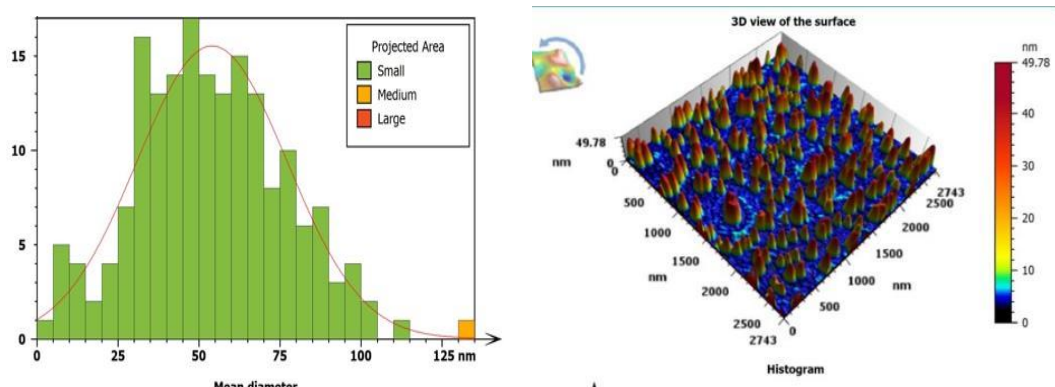 15
10
5
0
0 25 50 75 100 125 nm
Mean diameter
Projected Area
Small
Medium
Large
3D view of the surface
49.78
nm
0
0
500
1000
1500
nm
2000
2500
2743
0
500
1000
nm
1500
2000
2500
2743
nm
49.78
40
30
20
10
0
Histogram